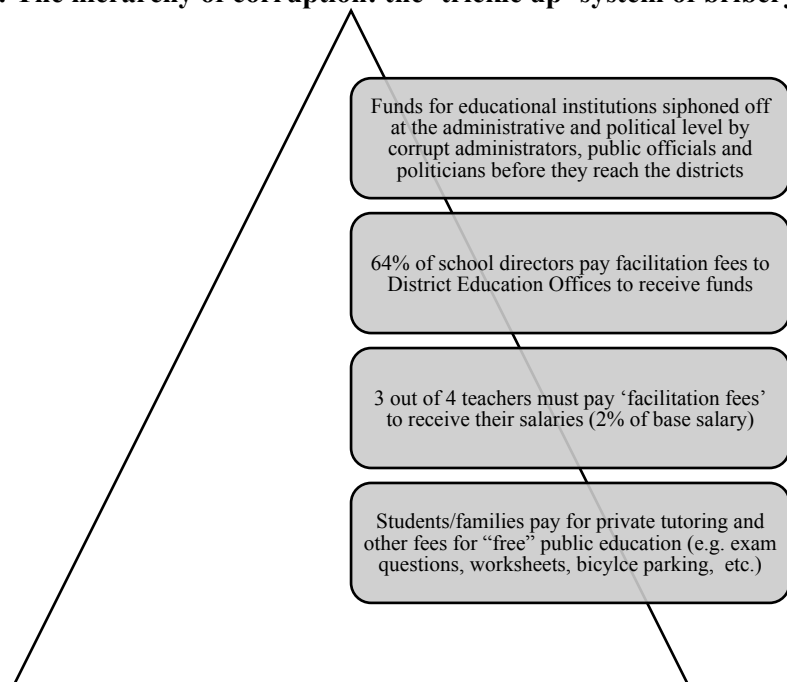 . The hierarchy of corruption: the ‘trickle up’ system of bribery
Funds for educational institutions siphoned off
at the administrative and political level by
corrupt administrators, public officials and
politicians before they reach the districts
64% of school directors pay facilitation fees to
District Education Offices to receive funds
3 out of 4 teachers must pay ‘facilitation fees’
to receive their salaries (2% of base salary)
Students/families pay for private tutoring and
other fees for “free” public education (e.g. exam
questions, worksheets, bicylce parking,  etc.)